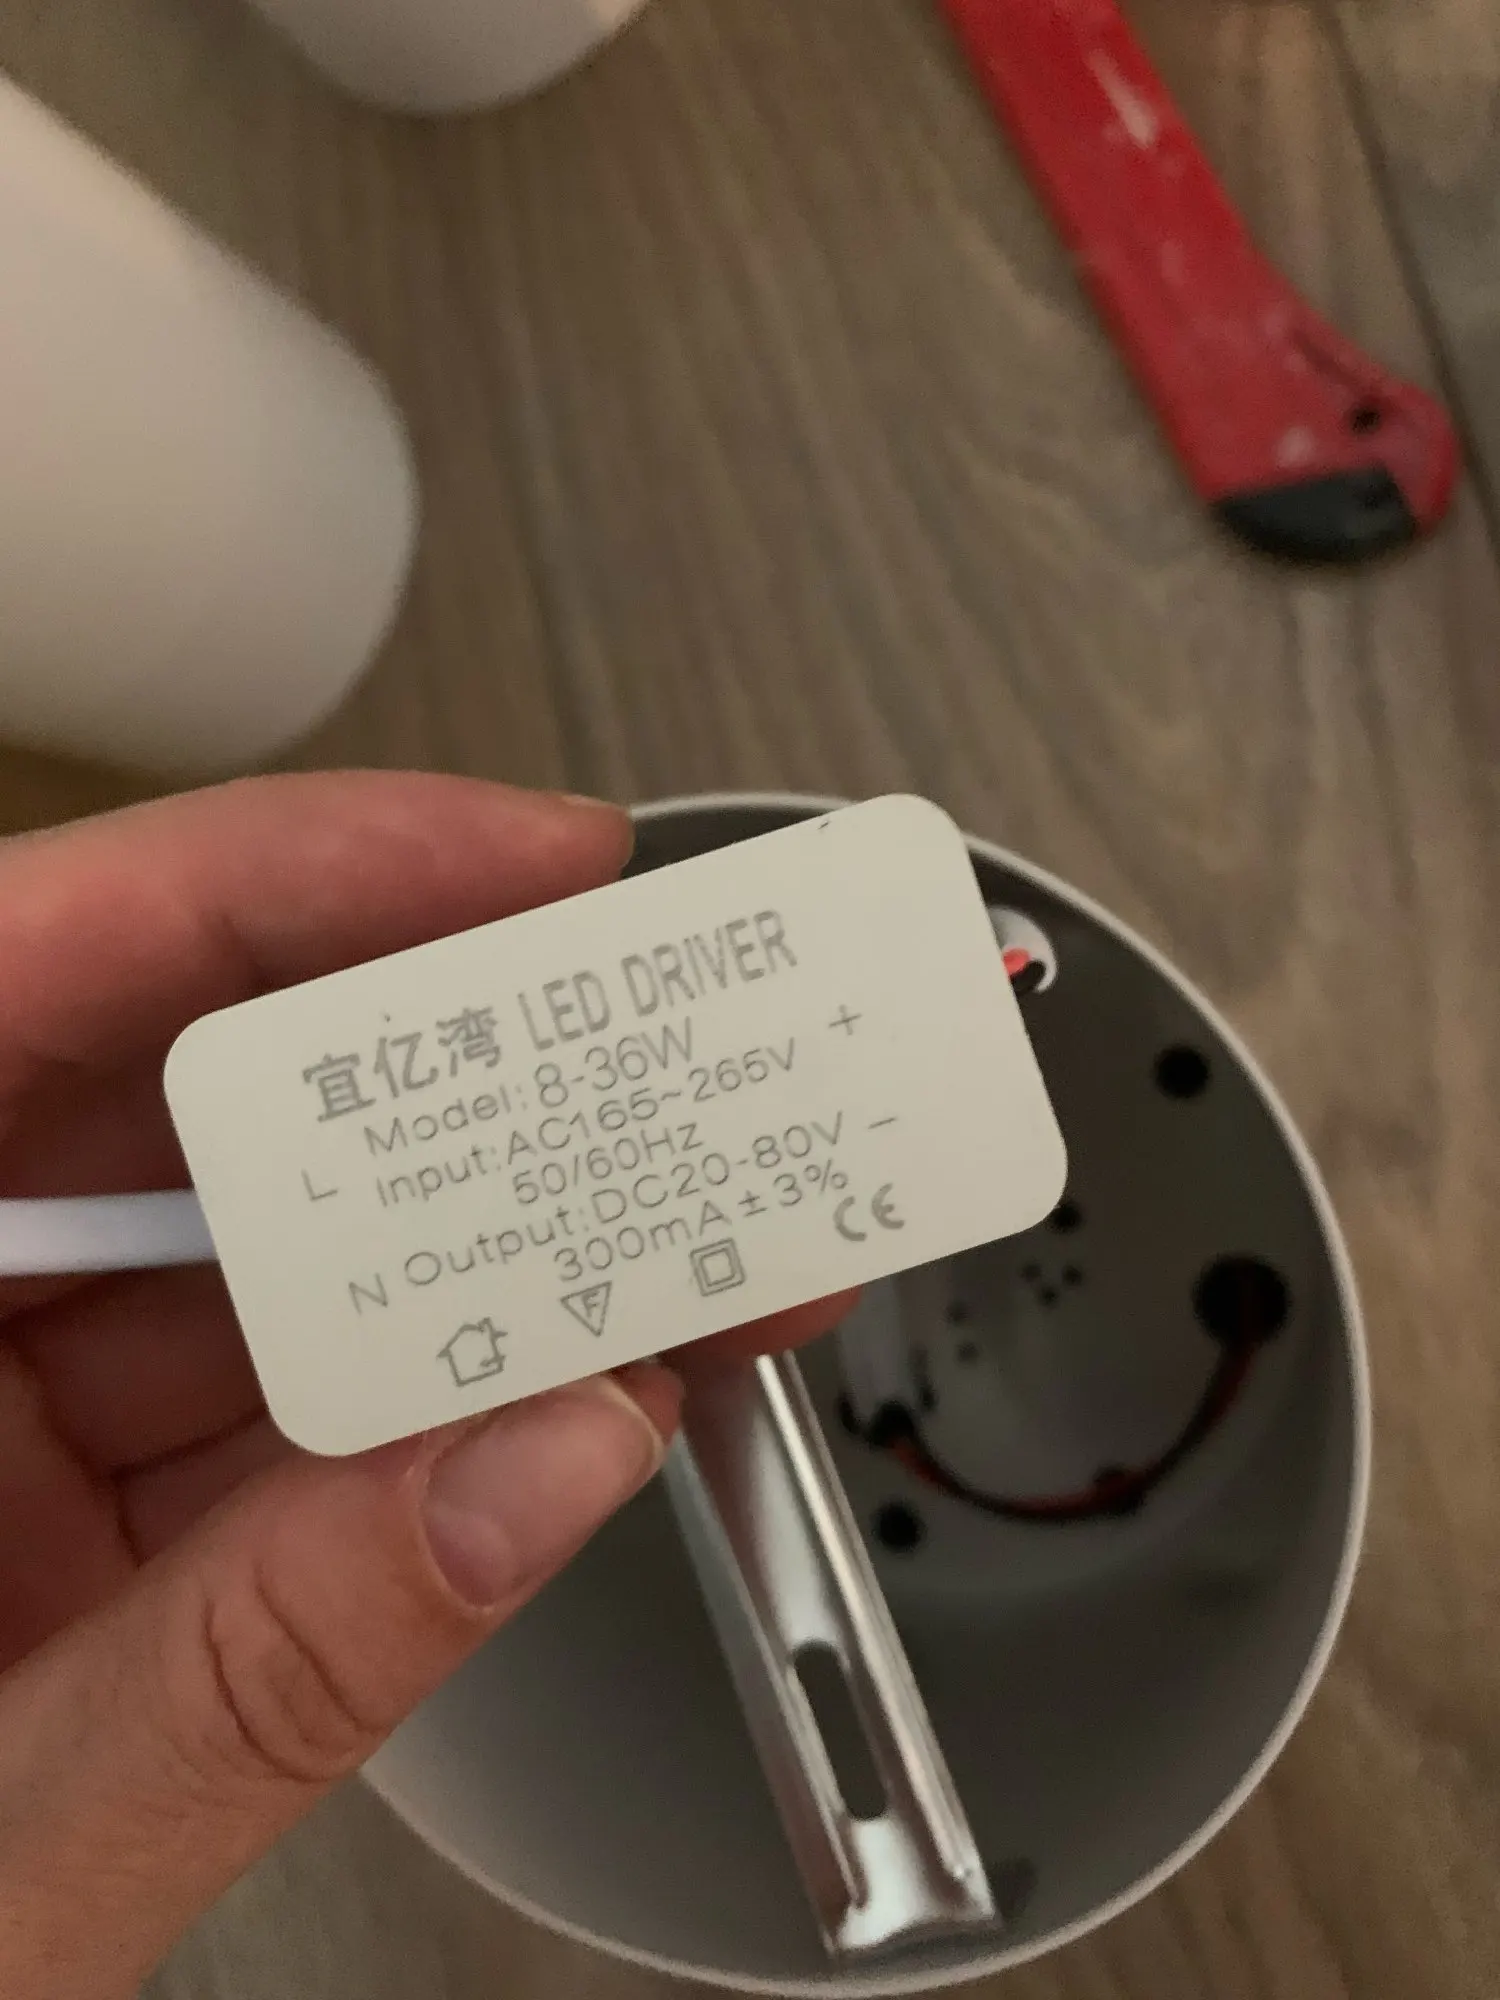 宜亿湾 LED DRIVER
Model: 8-36W
L Input: AC165~265V +
50/60Hz
N Output: DC20-80V -
300mA ± 3%
F CE